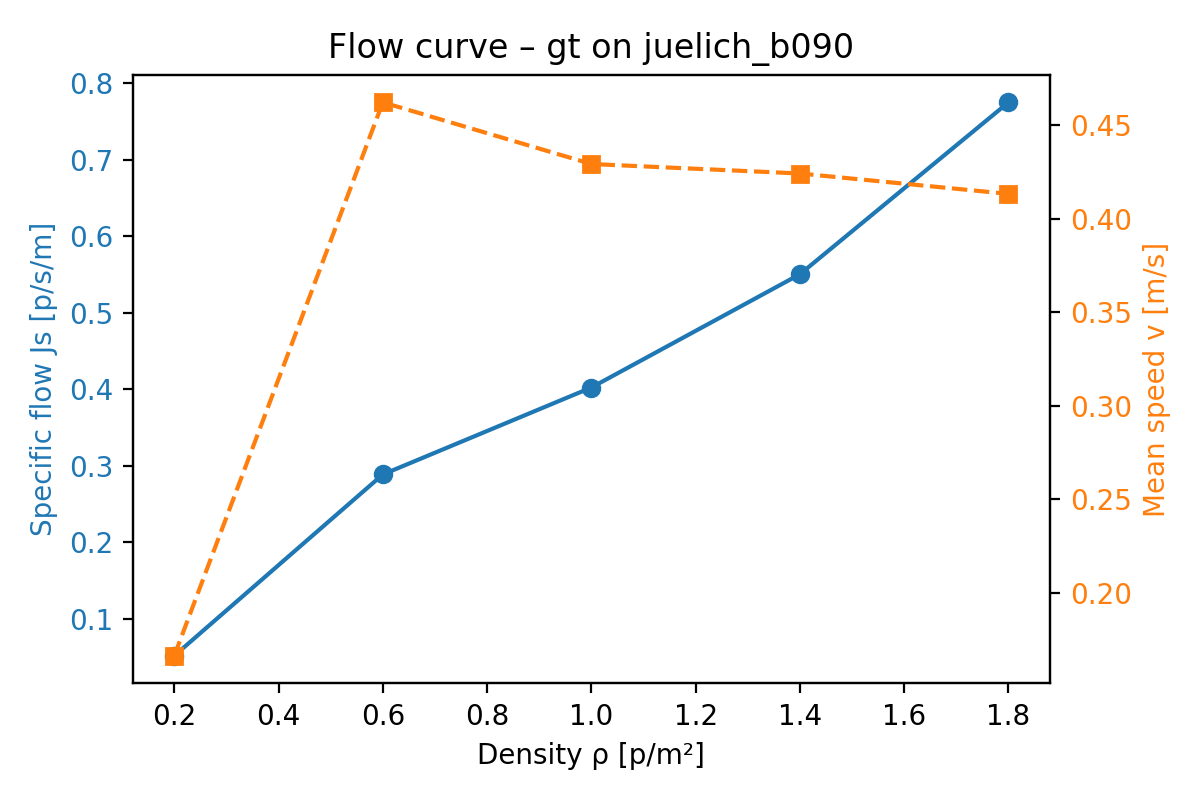 Flow curve – gt on juelich_b090
Specific flow Js [p/s/m]
0.8
0.7
0.6
0.5
0.4
0.3
0.2
0.1
0.45
0.40
0.35
0.30
0.25
0.20
Mean speed v [m/s]
0.2 0.4 0.6 0.8 1.0 1.2 1.4 1.6 1.8
Density ρ [p/m²]